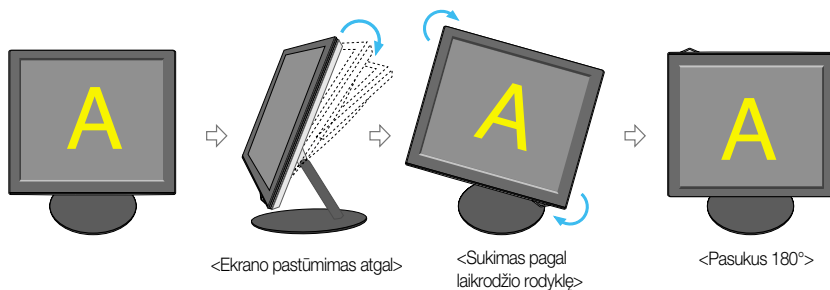 A
A
A
<Ekrano pastūmimas atgal>
<Sukimas pagal
laikrodžio rodyklę>
<Pasukus 180°>